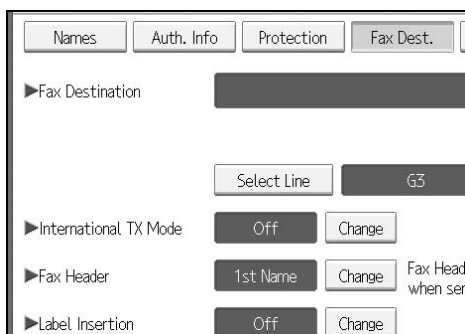 Names Auth. Info Protection Fax Dest.
▶Fax Destination
Select Line G3
▶International TX Mode Off Change
▶Fax Header 1st Name Change Fax Head
when ser
▶Label Insertion Off Change